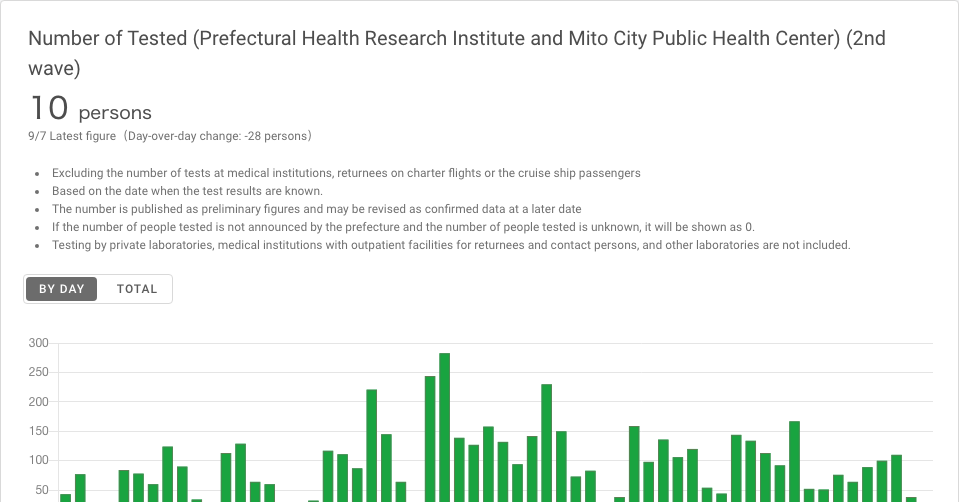 Number of Tested (Prefectural Health Research Institute and Mito City Public Health Center) (2nd
wave)
10 persons
9/7 Latest figure（Day-over-day change: -28 persons）
• Excluding the number of tests at medical institutions, returnees on charter flights or the cruise ship passengers
• Based on the date when the test results are known.
• The number is published as preliminary figures and may be revised as confirmed data at a later date
• If the number of people tested is not announced by the prefecture and the number of people tested is unknown, it will be shown as 0.
• Testing by private laboratories, medical institutions with outpatient facilities for returnees and contact persons, and other laboratories are not included.
BY DAY TOTAL
300
250
200
150
100
50